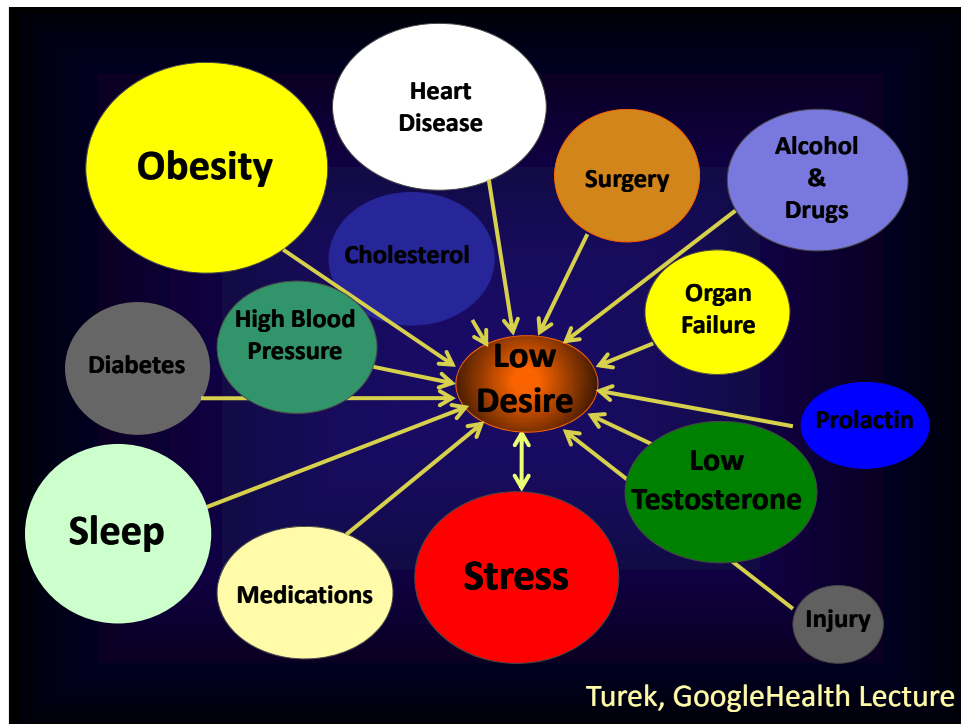 Heart
Disease
Obesity
Surgery
Alcohol
&
Drugs
Cholesterol
Organ
Failure
High Blood
Pressure
Diabetes
Low
Desire
Prolactin
Low
Testosterone
Sleep
Stress
Medications
Injury
Turek, GoogleHealth Lecture